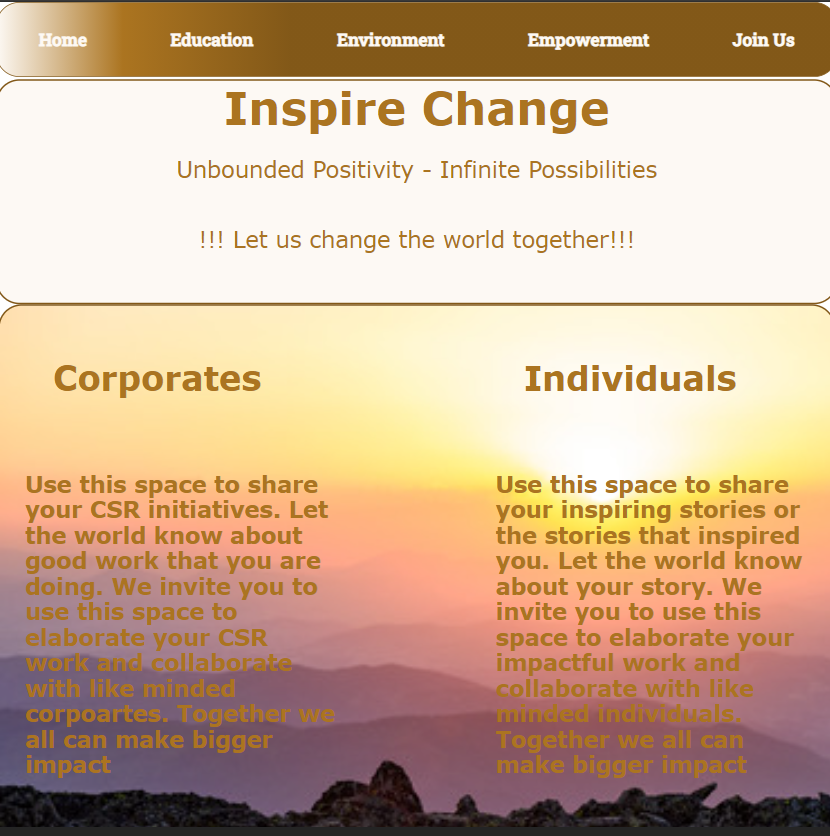 Home Education Environment Empowerment Join Us
Inspire Change
Unbounded Positivity - Infinite Possibilities
!!! Let us change the world together!!!
Corporates
Use this space to share
your CSR initiatives. Let
the world know about
good work that you are
doing. We invite you to
use this space to
elaborate your CSR
work and collaborate
with like minded
corpoartes. Together we
all can make bigger
impact
Individuals
Use this space to share
your inspiring stories or
the stories that inspired
you. Let the world know
about your story. We
invite you to use this
space to elaborate your
impactful work and
collaborate with like
minded individuals.
Together we all can
make bigger impact